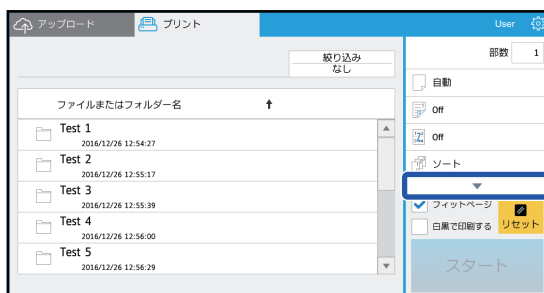 アップロード
プリント
User
絞り込み
なし
部数 1
ファイルまたはフォルダー名 ↑
自動
Test 1
2016/12/26 12:54:27
Off
Test 2
2016/12/26 12:55:17
Off
Test 3
2016/12/26 12:55:39
ソート
Test 4
2016/12/26 12:56:00
Test 5
2016/12/26 12:56:29
フィットページ
白黒で印刷する
リセット
スタート